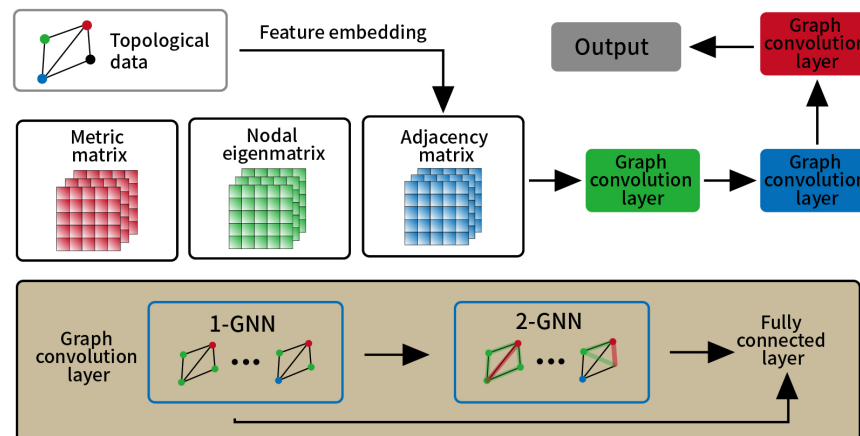 Topological
data
Feature embedding
Output
Graph
convolution
layer
Metric
matrix
Nodal
eigenmatrix
Adjacency
matrix
Graph
convolution
layer
Graph
convolution
layer
Graph
convolution
layer
1-GNN
2-GNN
Fully
connected
layer